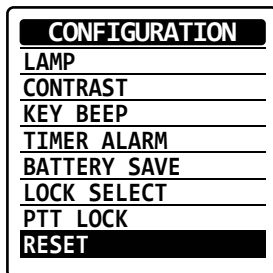 CONFIGURATION
LAMP
CONTRAST
KEY BEEP
TIMER ALARM
BATTERY SAVE
LOCK SELECT
PTT LOCK
RESET